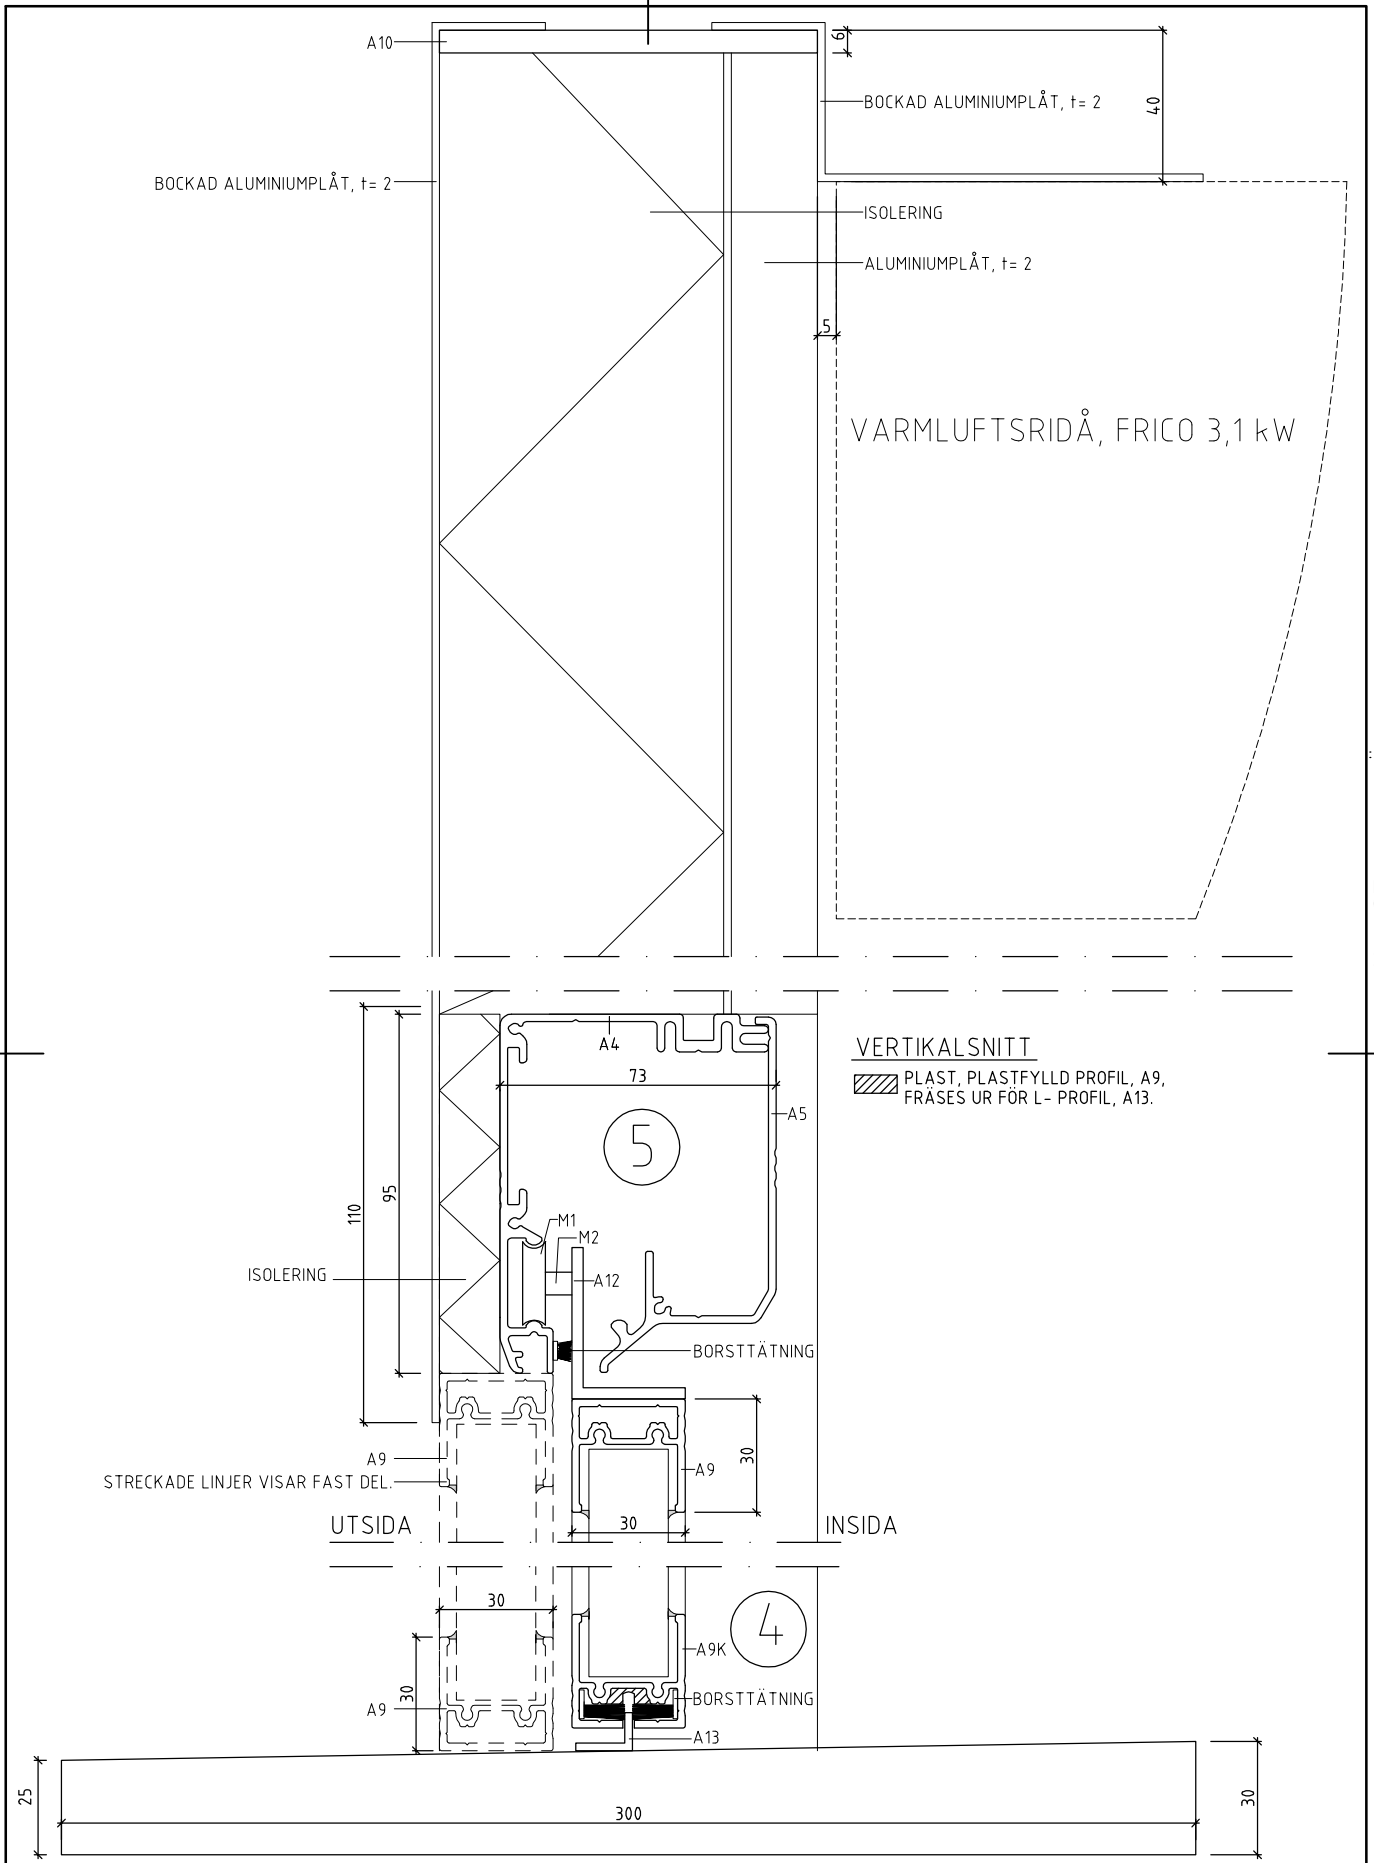 A10
6
BOCKAD ALUMINIUMPLÅT, t= 2
40
BOCKAD ALUMINIUMPLÅT, t= 2
ISOLERING
ALUMINIUMPLÅT, t= 2
5
VARMLUFTSRIDÅ, FRICO 3,1 kW
A4
VERTIKALSNITT
73
PLAST, PLASTFYLLD PROFIL, A9,
FRÄSES UR FÖR L- PROFIL, A13.
A5
5
95
110
M1
M2
ISOLERING
A12
BORSTTÄTNING
A9
30
A9
STRECKADE LINJER VISAR FAST DEL.
UTSIDA
30
INSIDA
30
4
A9K
30
BORSTTÄTNING
A9
A13
25
300
30